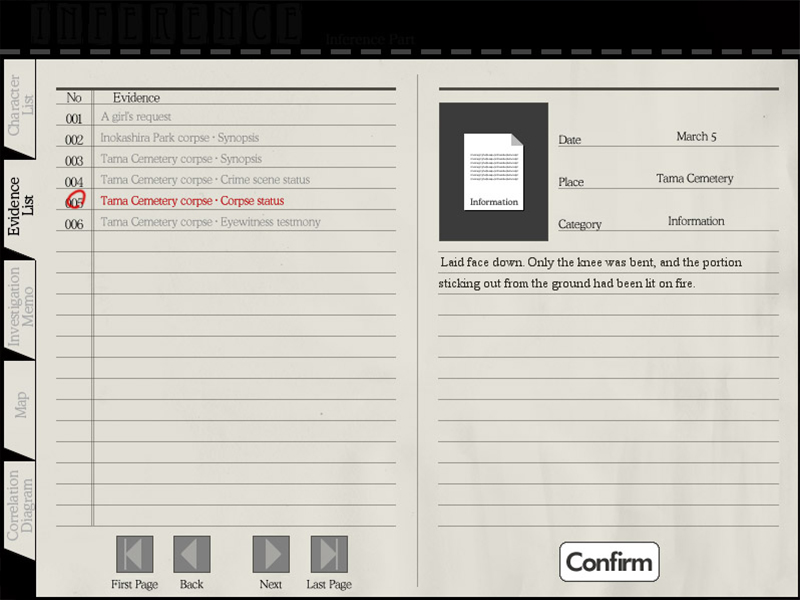 INFERENCE
Inference Part
Character
List
Evidence
List
Investigation
Memo
Map
Correlation
Diagram
No Evidence
001 A girl's request
002 Inokashira Park corpse・Synopsis
003 Tama Cemetery corpse・Synopsis
004 Tama Cemetery corpse・Crime scene status
005 Tama Cemetery corpse・Corpse status
006 Tama Cemetery corpse・Eyewitness testmony
First Page
Back
Next
Last Page
Information
Date March 5
Place Tama Cemetery
Category Information
Laid face down. Only the knee was bent, and the portion
sticking out from the ground had been lit on fire.
Confirm